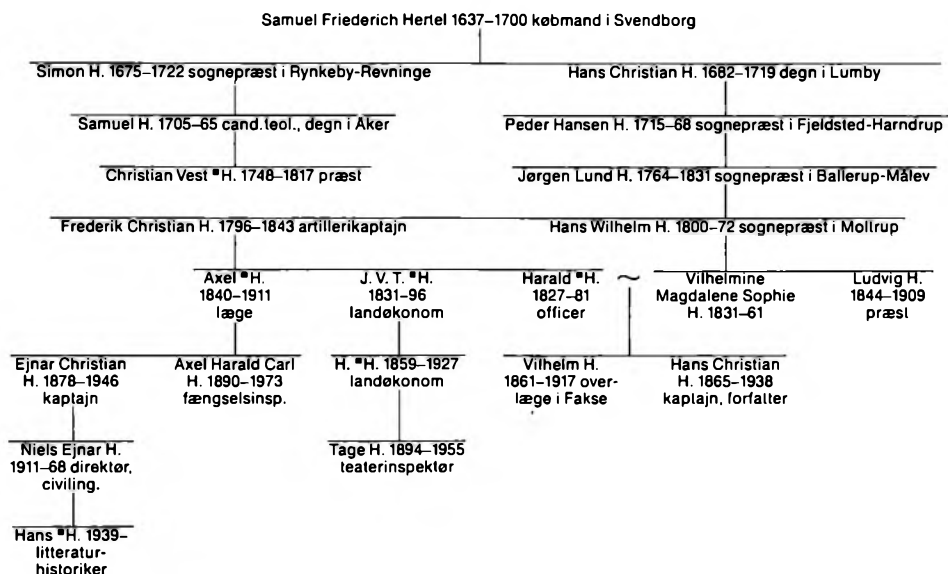 Samuel Friederich Hertel 1637–1700 købmand i Svendborg
Simon H. 1675–1722 sognepræst i Rynkeby-Revninge
Hans Christian H. 1682–1719 degn i Lumby
Samuel H. 1705–65 cand.teol., degn i Aker
Peder Hansen H. 1715–68 sognepræst i Fjeldsted-Harndrup
Christian Vest ■H. 1748–1817 præst
Jørgen Lund H. 1764–1831 sognepræst i Ballerup-Målev
Frederik Christian H. 1796–1843 artillerikaptajn
Hans Wilhelm H. 1800–72 sognepræst i Moltrup
Axel ■H.
1840–1911
læge
J. V. T. ■H.
1831–96
landøkonom
Harald ■H.
1827–81
officer
~
Vilhelmine
Magdalene Sophie
H. 1831–61
Ludvig H.
1844–1909
præst
Ejnar Christian
H. 1878–1946
kaptajn
Axel Harald Carl
H. 1890–1973
fængselsinsp.
H. ■H. 1859–1927
landøkonom
Vilhelm H.
1861–1917 over-
læge i Fakse
Hans Christian
H. 1865–1938
kaptajn, forfatter
Niels Ejnar H.
1911–68 direktør,
civiling.
Tage H. 1894–1955
teaterinspektør
Hans ■H. 1939–
litteratur-
historiker